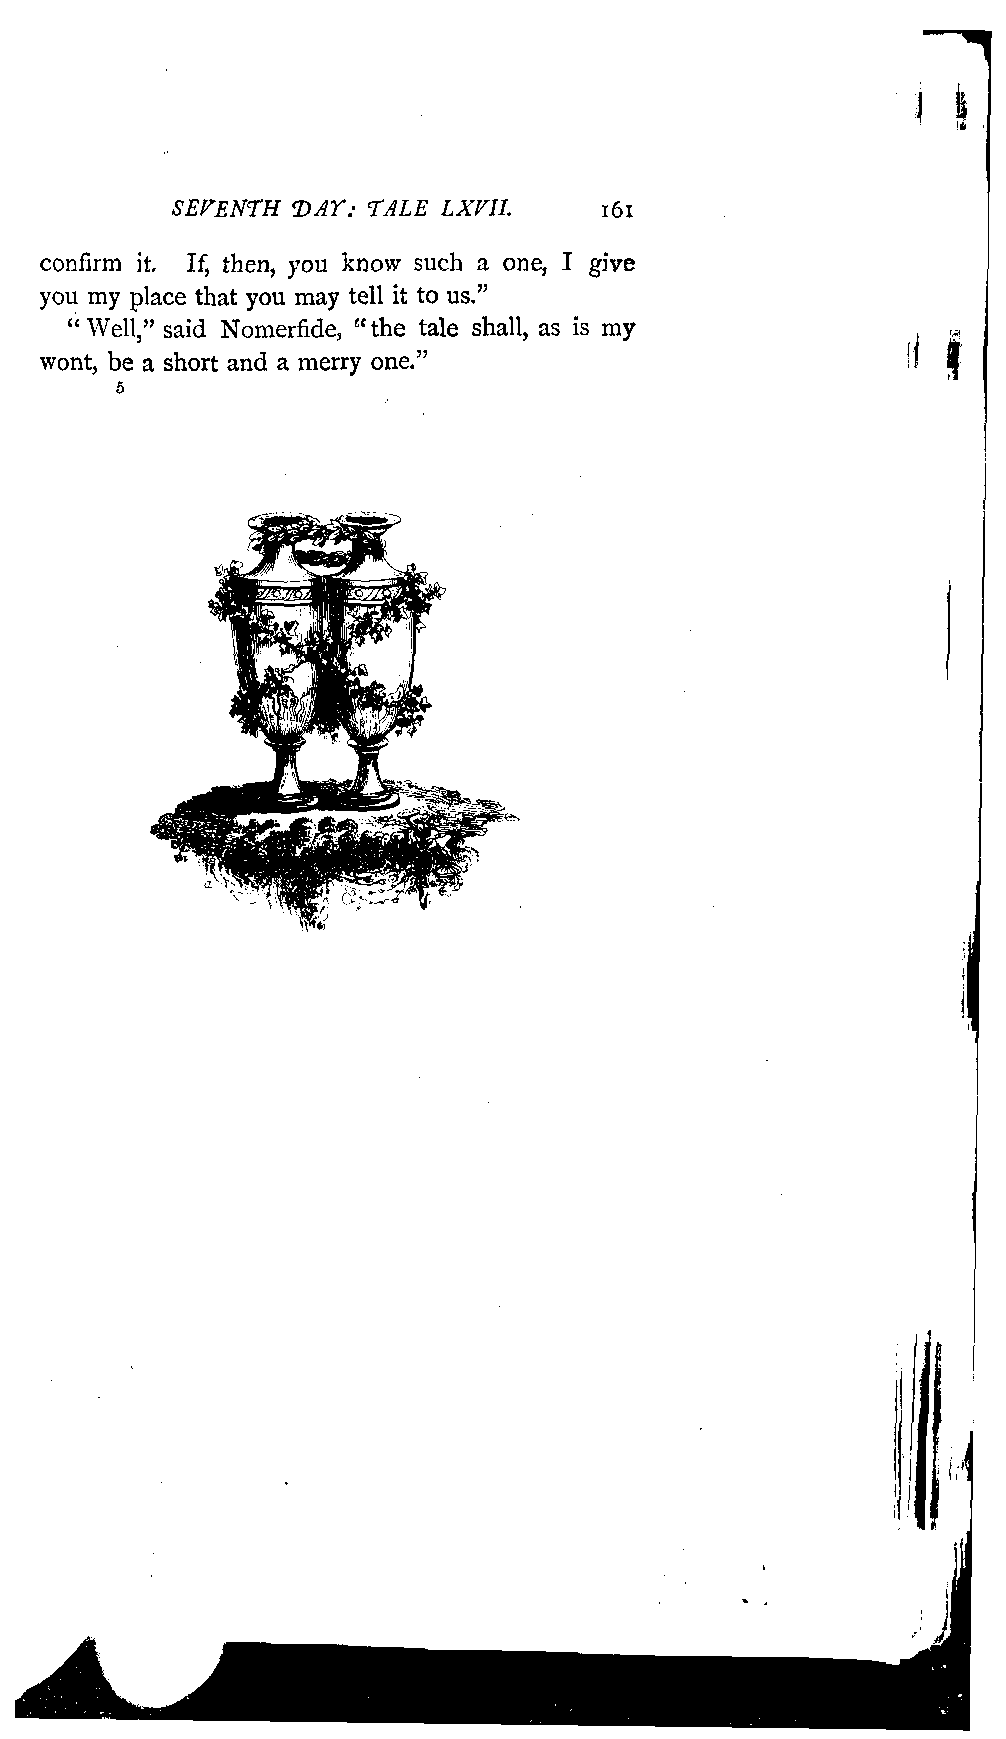 SEVENTH DAY: TALE LXVII. 161
confirm it. If, then, you know such a one, I give
you my place that you may tell it to us.”
“Well,” said Nomerfide, “the tale shall, as is my
wont, be a short and a merry one.”
5